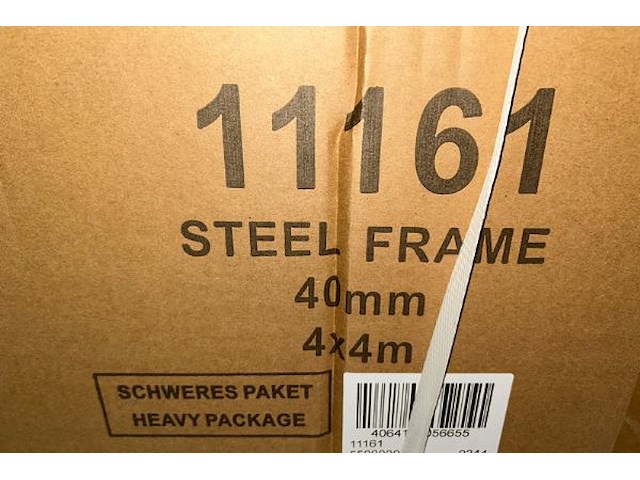 11161
STEEL FRAME
40mm
4x4m
SCHWERES PAKET
HEAVY PACKAGE
11161